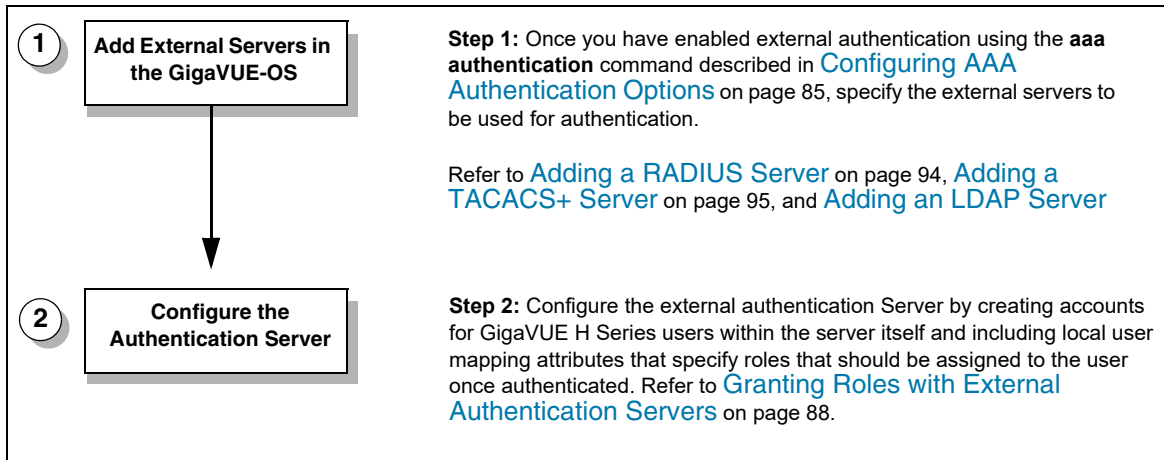 1
Add External Servers in
the GigaVUE-OS
Step 1: Once you have enabled external authentication using the aaa
authentication command described in Configuring AAA
Authentication Options on page 85, specify the external servers to
be used for authentication.
Refer to Adding a RADIUS Server on page 94, Adding a
TACACS+ Server on page 95, and Adding an LDAP Server
2
Configure the
Authentication Server
Step 2: Configure the external authentication Server by creating accounts
for GigaVUE H Series users within the server itself and including local user
mapping attributes that specify roles that should be assigned to the user
once authenticated. Refer to Granting Roles with External
Authentication Servers on page 88.